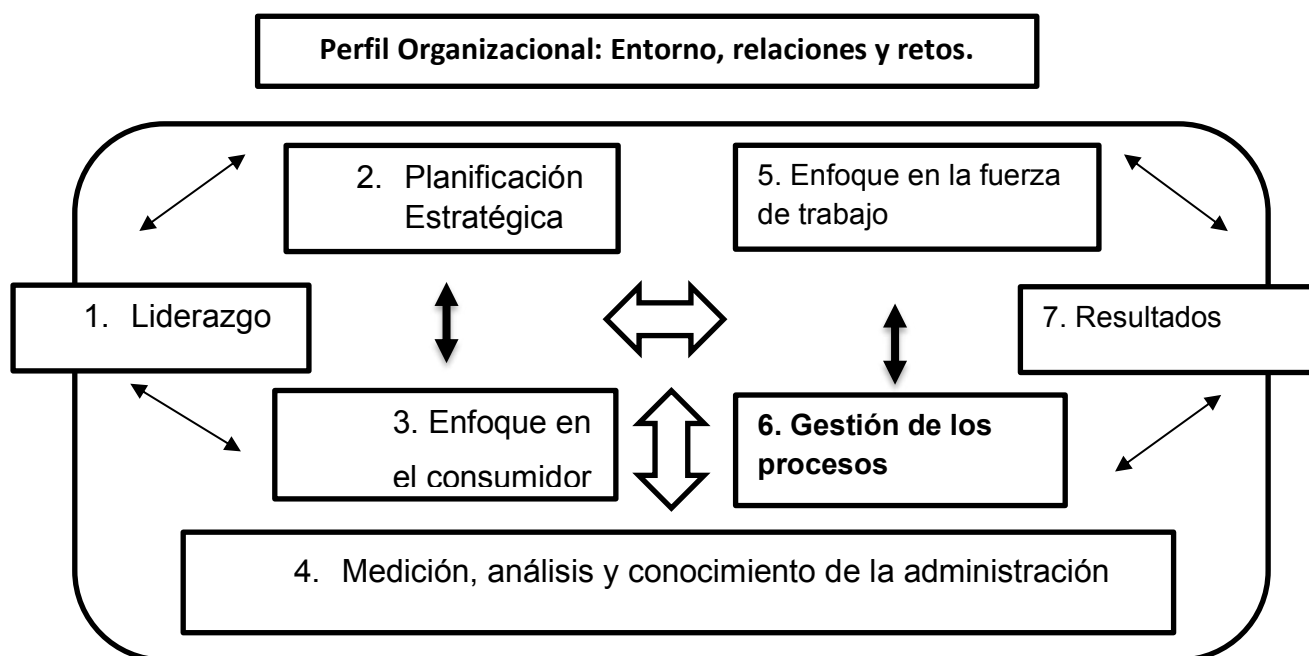 Perfil Organizacional: Entorno, relaciones y retos.
2. Planificación
Estratégica
5. Enfoque en la fuerza
de trabajo
1. Liderazgo
7. Resultados
3. Enfoque en
el consumidor
6. Gestión de los
procesos
4. Medición, análisis y conocimiento de la administración